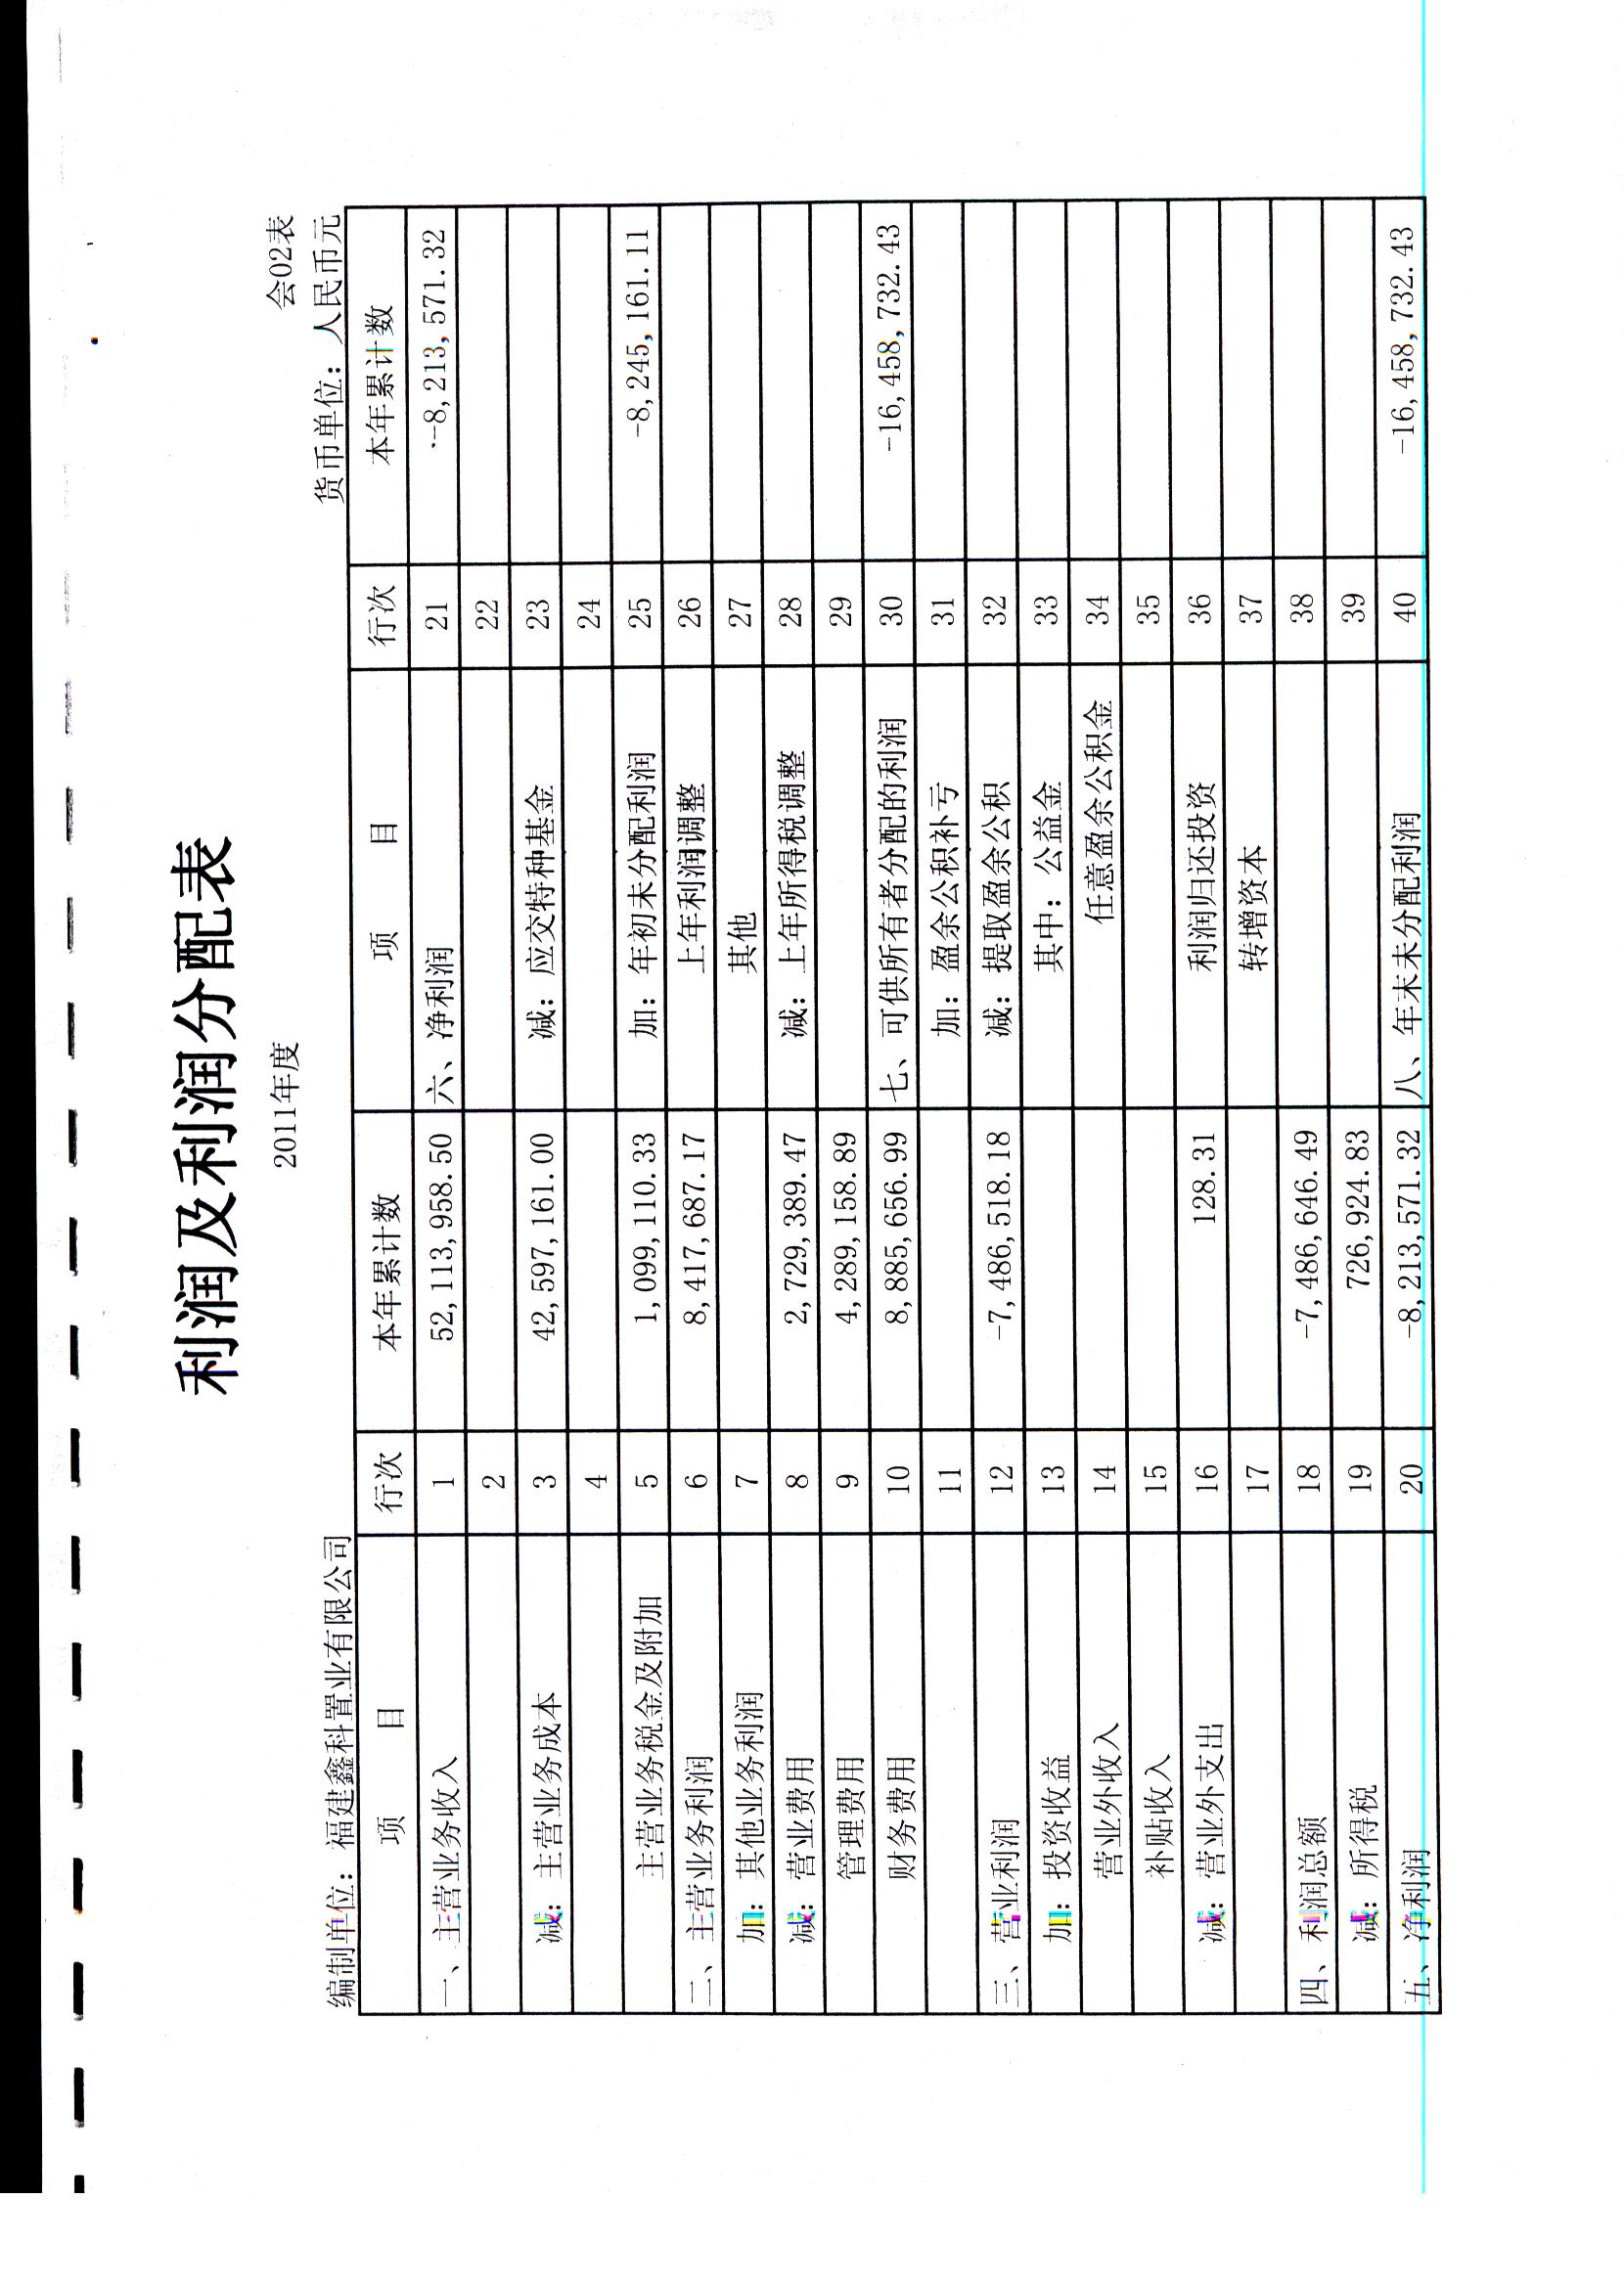 利润及利润分配表
会02表
2011年度
编制单位：福建鑫科置业有限公司 货币单位：人民币元
项 目 行次 本年累计数 项 目 行次 本年累计数
一、主营业务收入 1 52,113,958.50 六、净利润 21 -8,213,571.32
2 22
减：主营业务成本 3 42,597,161.00 减：应交特种基金 23
4 24
主营业务税金及附加 5 1,099,110.33 加：年初未分配利润 25 -8,245,161.11
二、主营业务利润 6 8,417,687.17 上年利润调整 26
加：其他业务利润 7 其他 27
减：营业费用 8 2,729,389.47 减：上年所得税调整 28
管理费用 9 4,289,158.89 29
财务费用 10 8,885,656.99 七、可供所有者分配的利润 30 -16,458,732.43
11 加：盈余公积补亏 31
三、营业利润 12 -7,486,518.18 减：提取盈余公积 32
加：投资收益 13 其中：公益金 33
营业外收入 14 任意盈余公积金 34
补贴收入 15 35
减：营业外支出 16 128.31 利润归还投资 36
17 转增资本 37
四、利润总额 18 -7,486,646.49 38
减：所得税 19 726,924.83 39
五、净利润 20 -8,213,571.32 八、年末未分配利润 40 -16,458,732.43